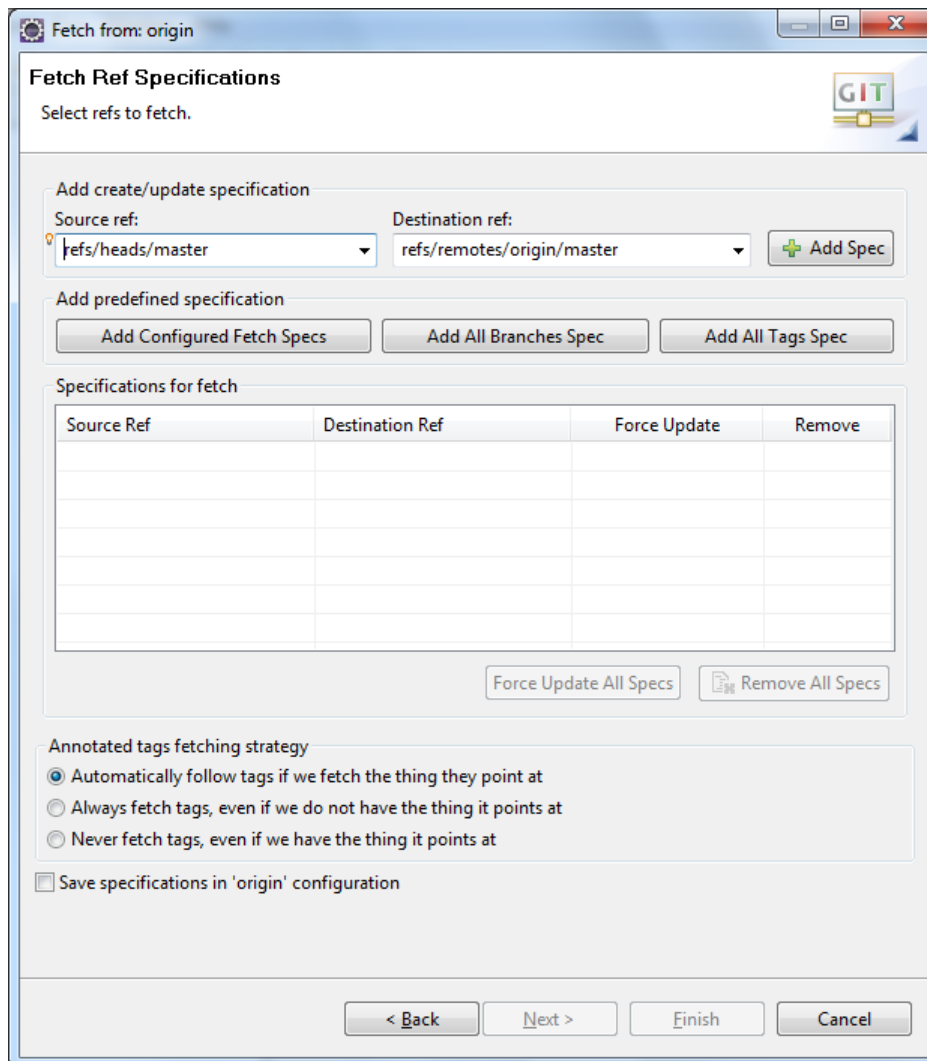 Fetch from: origin
Fetch Ref Specifications
Select refs to fetch.
GIT
Add create/update specification
Source ref: Destination ref:
refs/heads/master refs/remotes/origin/master Add Spec
Add predefined specification
Add Configured Fetch Specs Add All Branches Spec Add All Tags Spec
Specifications for fetch
Source Ref Destination Ref Force Update Remove
Force Update All Specs Remove All Specs
Annotated tags fetching strategy
Automatically follow tags if we fetch the thing they point at
Always fetch tags, even if we do not have the thing it points at
Never fetch tags, even if we have the thing it points at
Save specifications in 'origin' configuration
< Back Next > Finish Cancel